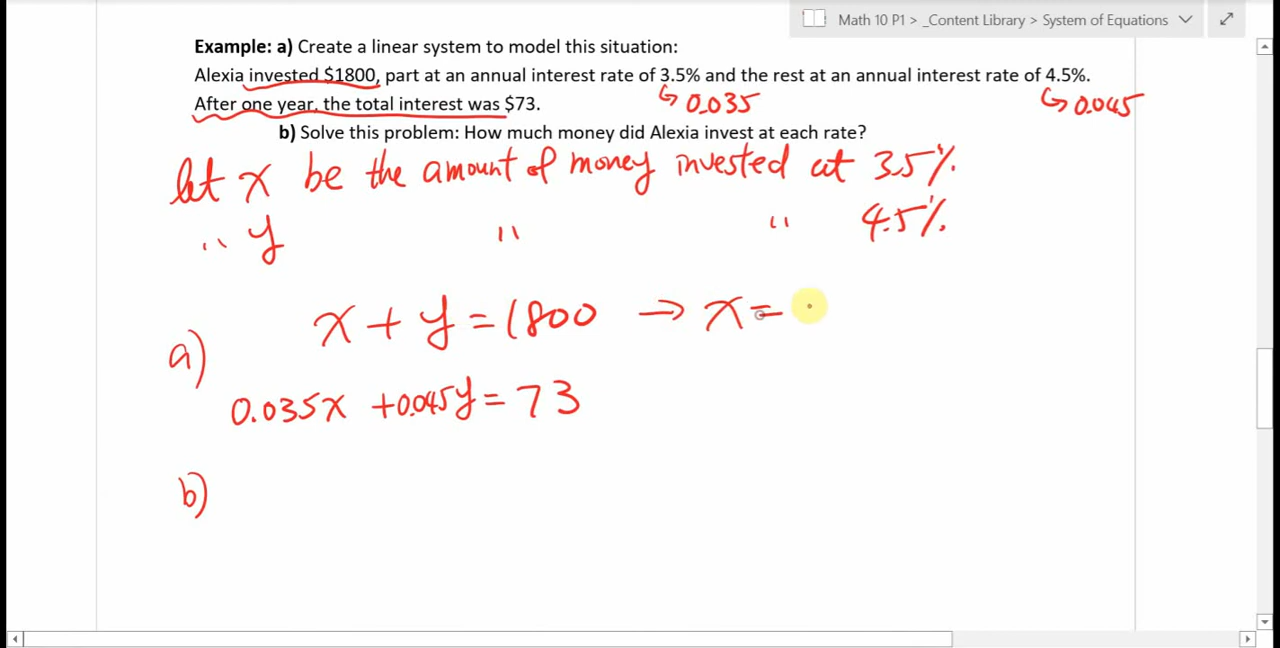 Math 10 P1 > _Content Library > System of Equations
Example: a) Create a linear system to model this situation:
Alexia invested $1800, part at an annual interest rate of 3.5% and the rest at an annual interest rate of 4.5%.
↳ 0.035 ↳ 0.045
After one year, the total interest was $73.
b) Solve this problem: How much money did Alexia invest at each rate?
let x be the amount of money invested at 3.5%.
" y " " 4.5%.
x + y = 1800 → x =
a)
0.035x + 0.045y = 73
b)